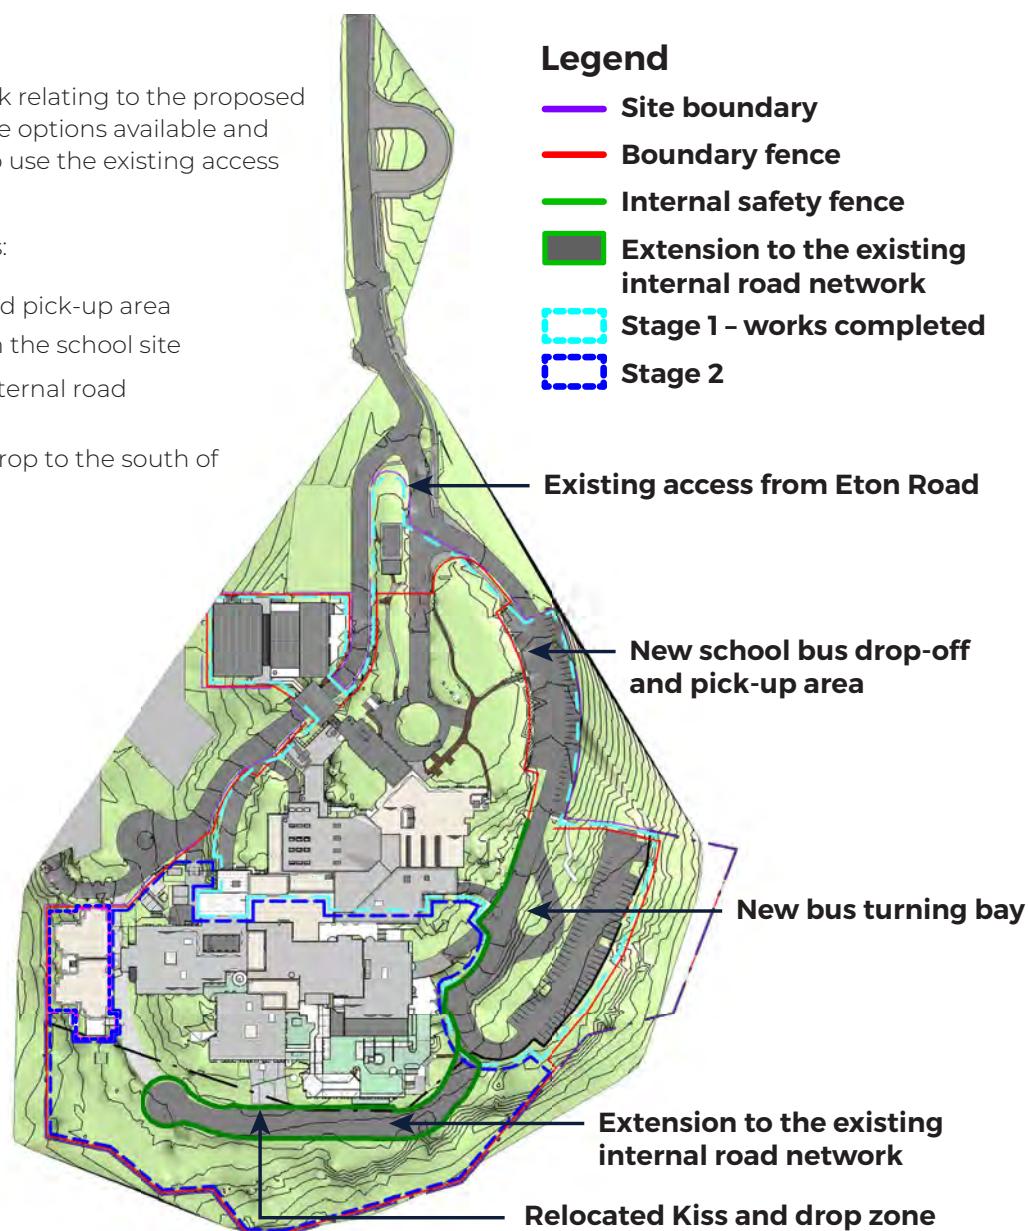 relating to the proposed
options available and
use the existing access
pick-up area
the school site
road
to the south of
Legend
Site boundary
Boundary fence
Internal safety fence
Extension to the existing
internal road network
Stage 1 – works completed
Stage 2
Existing access from Eton Road
New school bus drop-off
and pick-up area
New bus turning bay
Extension to the existing
internal road network
Relocated Kiss and drop zone